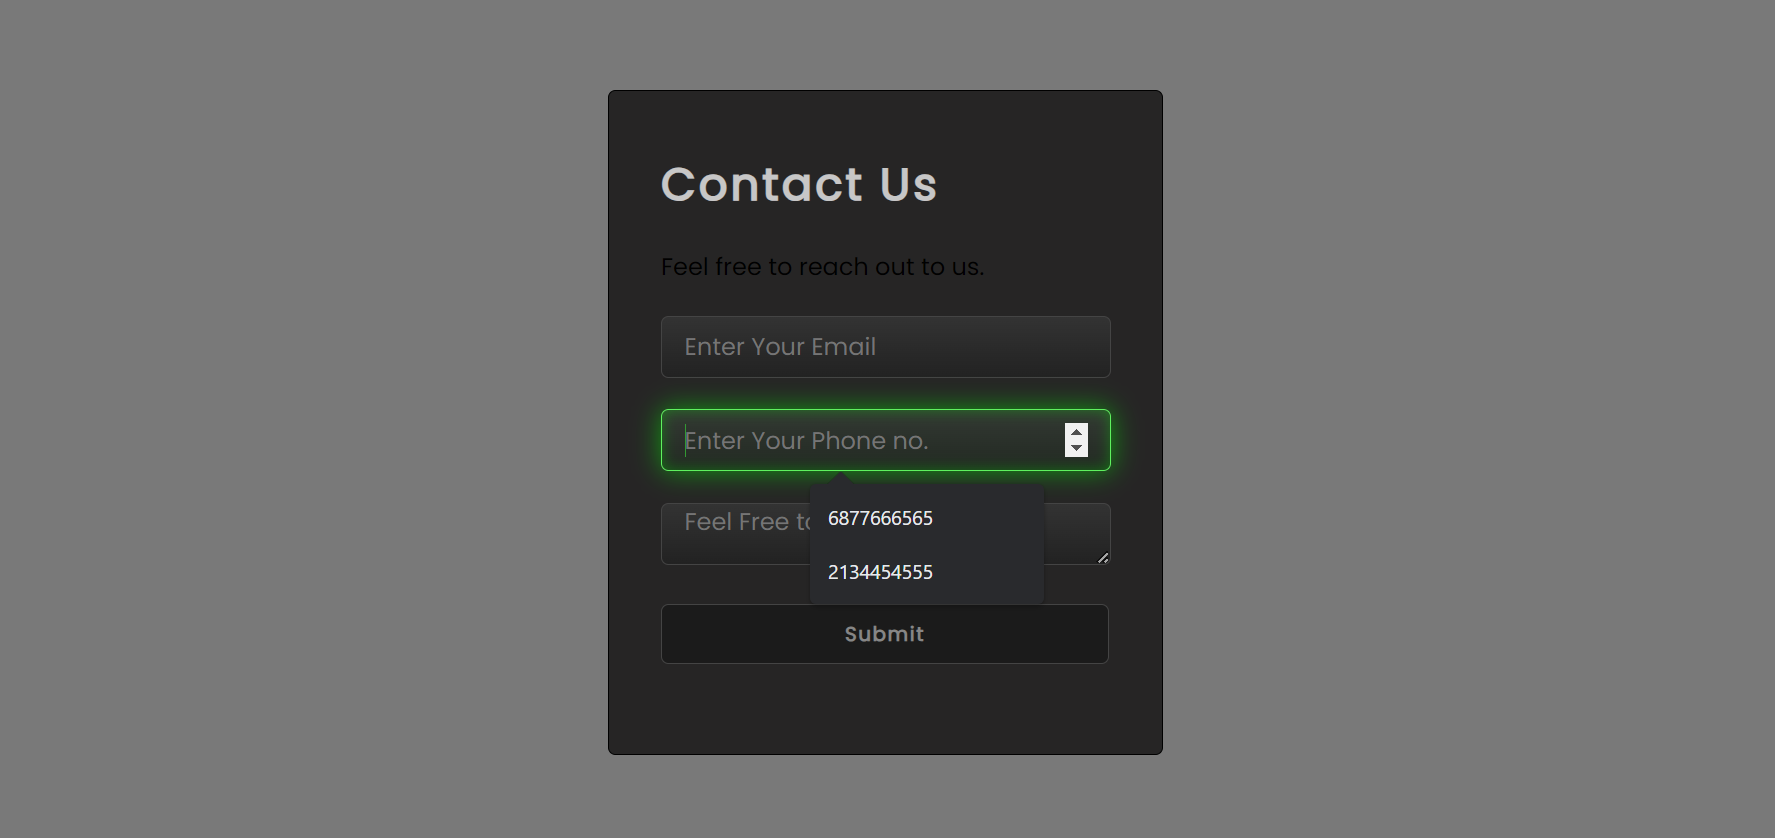 Contact Us
Feel free to reach out to us.
Enter Your Email
Enter Your Phone no.
Feel Free
6877666565
2134454555
Submit